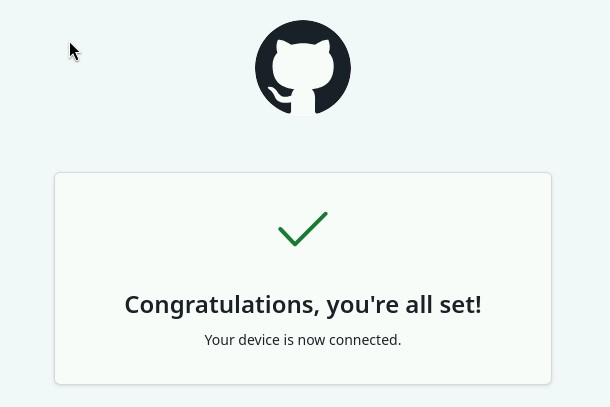 Congratulations, you're all set!
Your device is now connected.